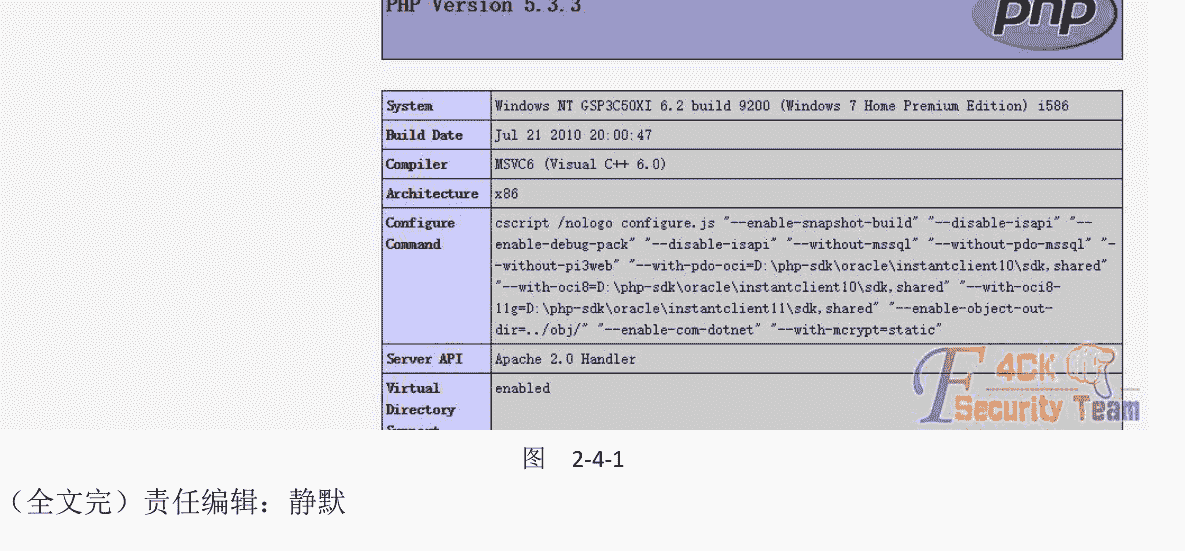 PHP Version 5.3.3
php
System Windows NT GSP3C50XI 6.2 build 9200 (Windows 7 Home Premium Edition) i586
Build Date Jul 21 2010 20:00:47
Compiler MSVC6 (Visual C++ 6.0)
Architecture x86
Configure cscript /nologo configure.js "--enable-snapshot-build" "--disable-isapi" "--
Command enable-debug-pack" "--disable-isapi" "--without-mssql" "--without-pdo-mssql" "-
-without-pi3web" "--with-pdo-oci=D:\php-sdk\oracle\instantclient10\sdk,shared"
"--with-oci8=D:\php-sdk\oracle\instantclient10\sdk,shared" "--with-oci8-
11g=D:\php-sdk\oracle\instantclient11\sdk,shared" "--enable-object-out-
dir=../obj/" "--enable-com-dotnet" "--with-mcrypt=static"
Server API Apache 2.0 Handler
Virtual enabled
Directory
Support
F4CK
Security Team
图 2-4-1
（全文完）责任编辑：静默